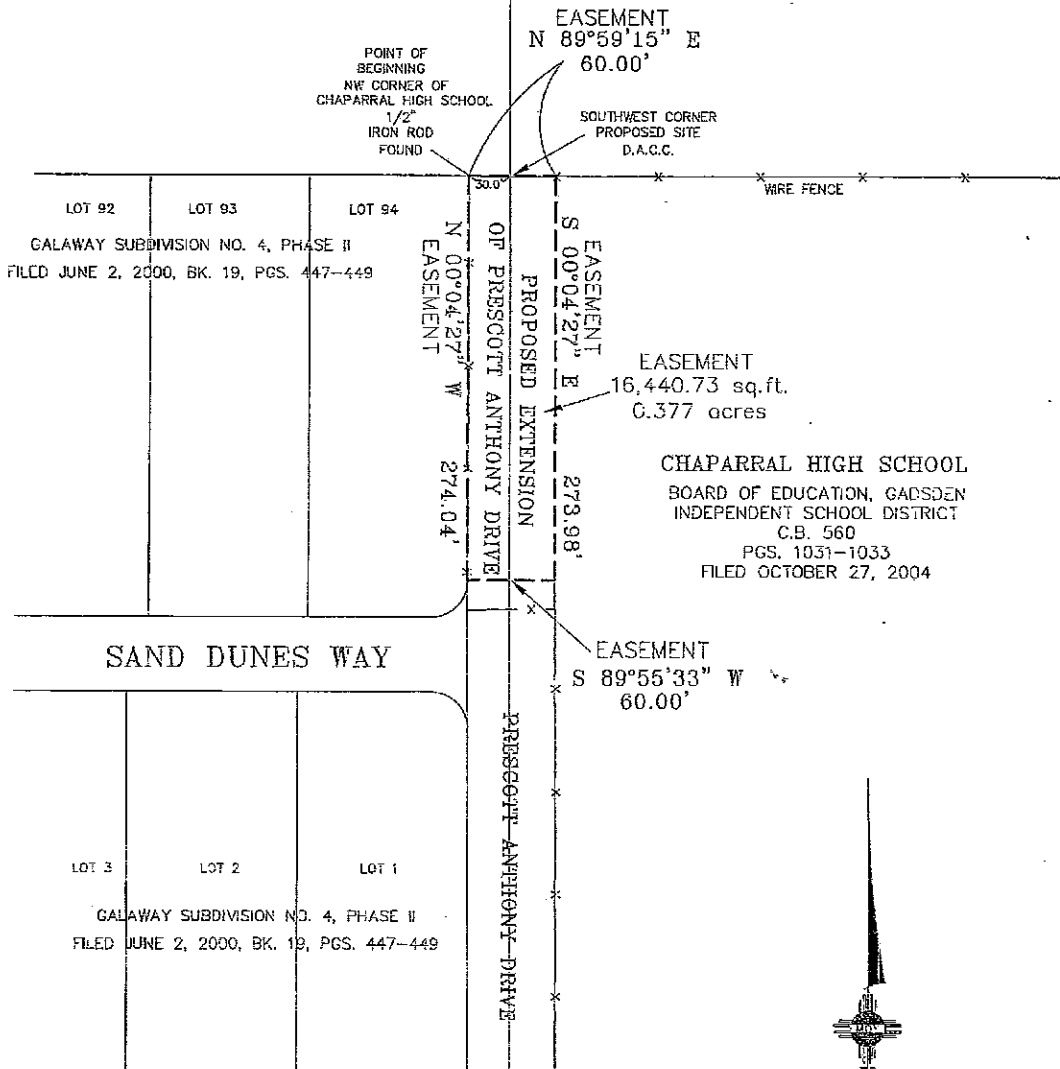 EASEMENT
N 89°59'15" E
60.00'
POINT OF
BEGINNING
NW CORNER OF
CHAPARRAL HIGH SCHOOL
1/2"
IRON ROD
FOUND
SOUTHWEST CORNER
PROPOSED SITE
D.A.C.C.
30.0'
WIRE FENCE
LOT 92
LOT 93
LOT 94
GALAWAY SUBDIVISION NO. 4, PHASE II
FILED JUNE 2, 2000, BK. 19, PGS. 447-449
N 00°04'27" W 274.04'
EASEMENT
PROPOSED EXTENSION
OF PRESCOTT ANTHONY DRIVE
EASEMENT
S 00°04'27" E 273.98'
EASEMENT
16,440.73 sq.ft.
0.377 acres
CHAPARRAL HIGH SCHOOL
BOARD OF EDUCATION, GADSDEN
INDEPENDENT SCHOOL DISTRICT
C.B. 560
PGS. 1031-1033
FILED OCTOBER 27, 2004
SAND DUNES WAY
EASEMENT
S 89°55'33" W
60.00'
PRESCOTT ANTHONY DRIVE
LOT 3
LOT 2
LOT 1
GALAWAY SUBDIVISION NO. 4, PHASE II
FILED JUNE 2, 2000, BK. 19, PGS. 447-449